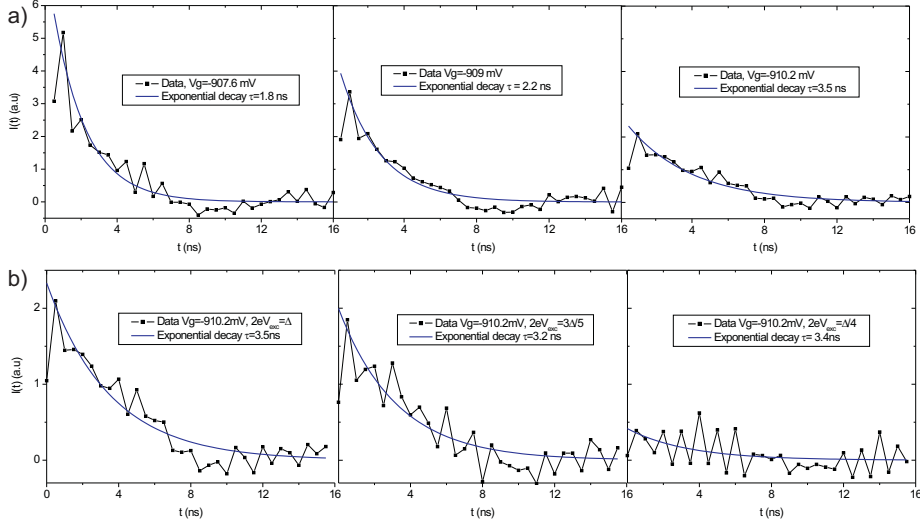 a)
I(t) (a.u)
6
5
4
3
2
1
0
Data, Vg=-907.6 mV
Exponential decay τ=1.8 ns
Data Vg=-909 mV
Exponential decay τ = 2.2 ns
Data, Vg=-910.2 mV
Exponential decay τ=3.5 ns
0 4 8 12 16 4 8 12 16 4 8 12 16
t (ns) t (ns) t (ns)
b)
I(t) (a.u)
2
1
0
Data Vg=-910.2mV, 2eVexc=Δ
Exponential decay τ=3.5ns
Data Vg=-910.2mV, 2eVexc=3Δ/5
Exponential decay τ=3.2 ns
Data Vg=-910.2mV, 2eVexc=Δ/4
Exponential decay τ= 3.4ns
0 4 8 12 16 4 8 12 16 4 8 12 16
t (ns) t (ns) t (ns)